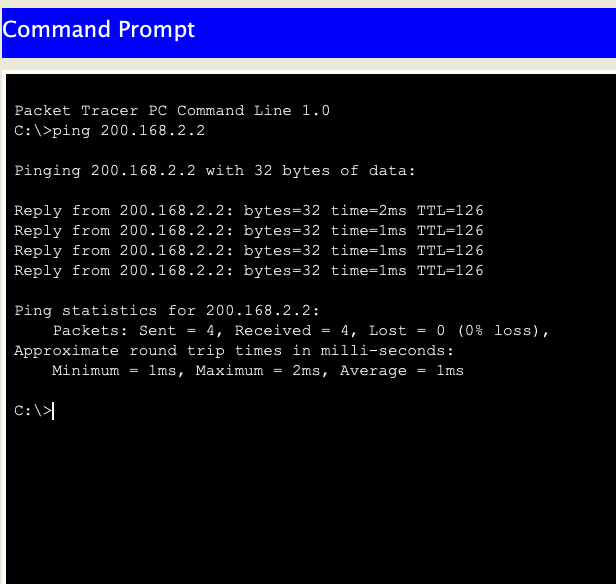 Command Prompt
Packet Tracer PC Command Line 1.0
C:\>ping 200.168.2.2
Pinging 200.168.2.2 with 32 bytes of data:
Reply from 200.168.2.2: bytes=32 time=2ms TTL=126
Reply from 200.168.2.2: bytes=32 time=1ms TTL=126
Reply from 200.168.2.2: bytes=32 time=1ms TTL=126
Reply from 200.168.2.2: bytes=32 time=1ms TTL=126
Ping statistics for 200.168.2.2:
Packets: Sent = 4, Received = 4, Lost = 0 (0% loss),
Approximate round trip times in milli-seconds:
Minimum = 1ms, Maximum = 2ms, Average = 1ms
C:\>